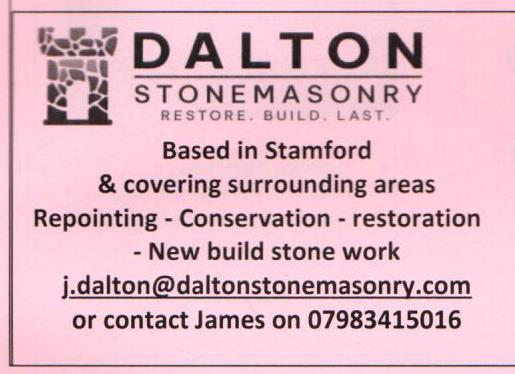 DALTON
STONEMASONRY
RESTORE. BUILD. LAST.
Based in Stamford
& covering surrounding areas
Repointing - Conservation - restoration
- New build stone work
j.dalton@daltonstonemasonry.com
or contact James on 07983415016